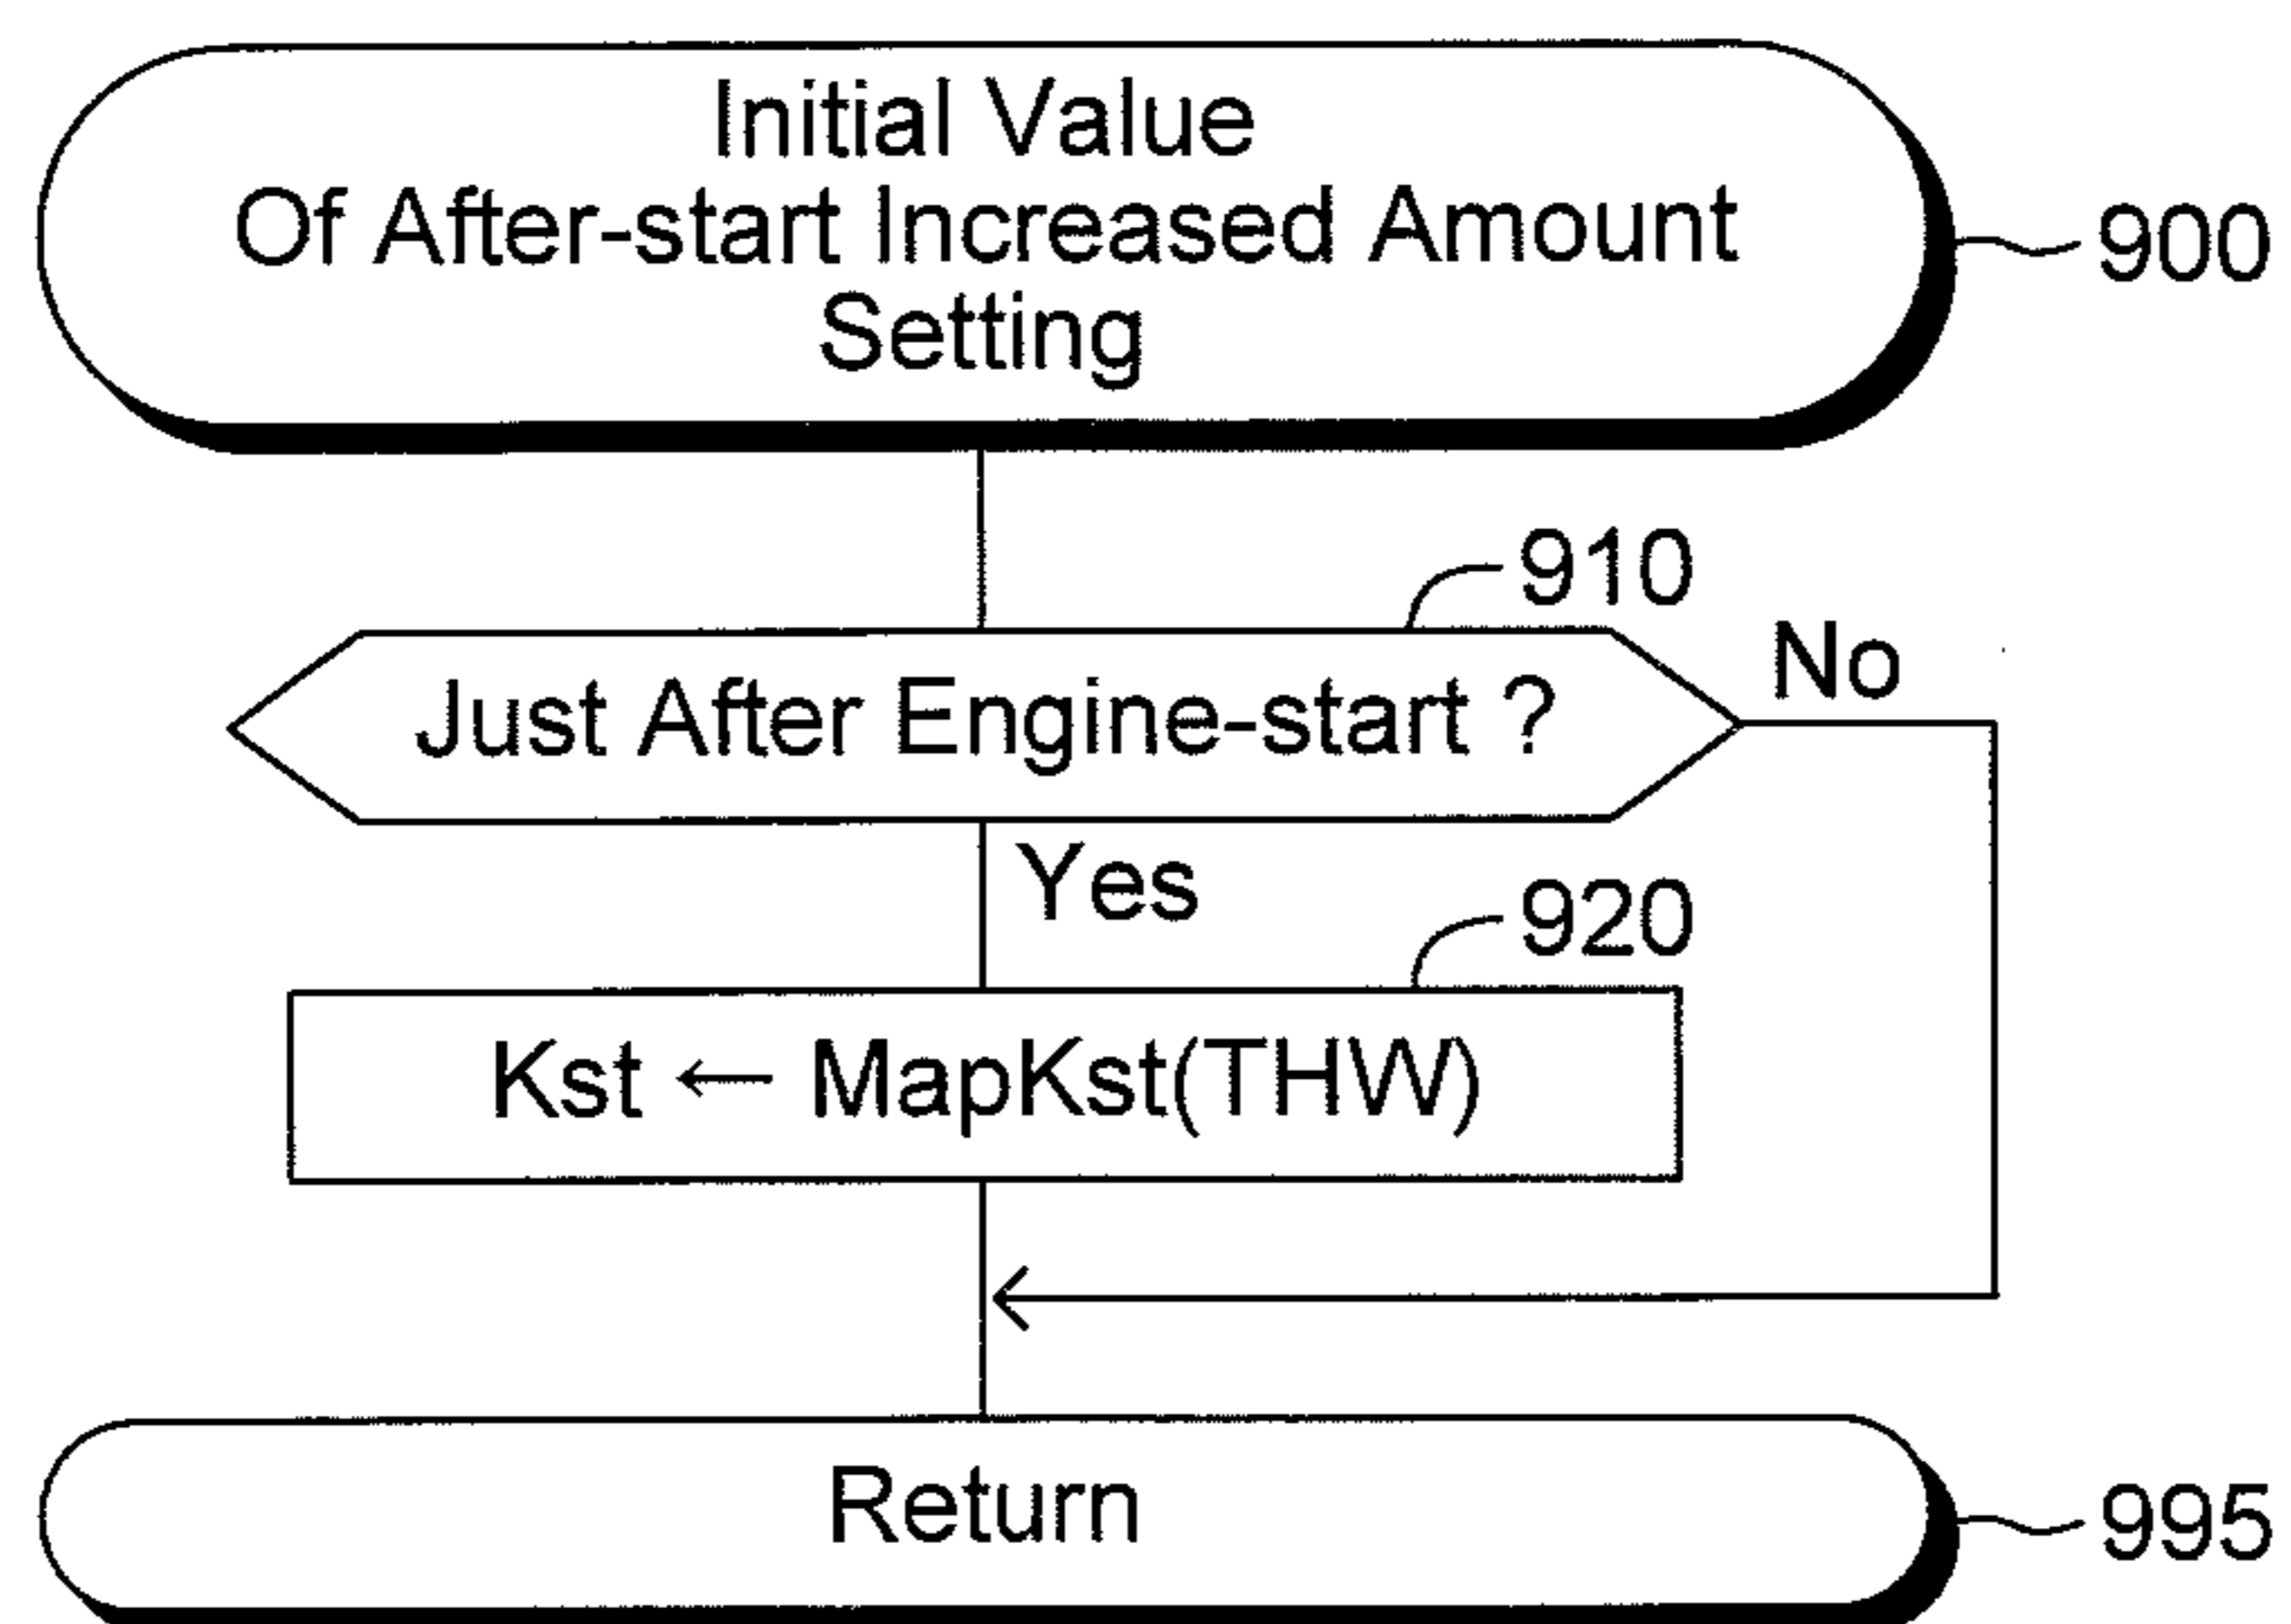 Initial Value
Of After-start Increased Amount
Setting
900
910
Just After Engine-start ?
No
Yes
920
Kst ← MapKst(THW)
Return
995